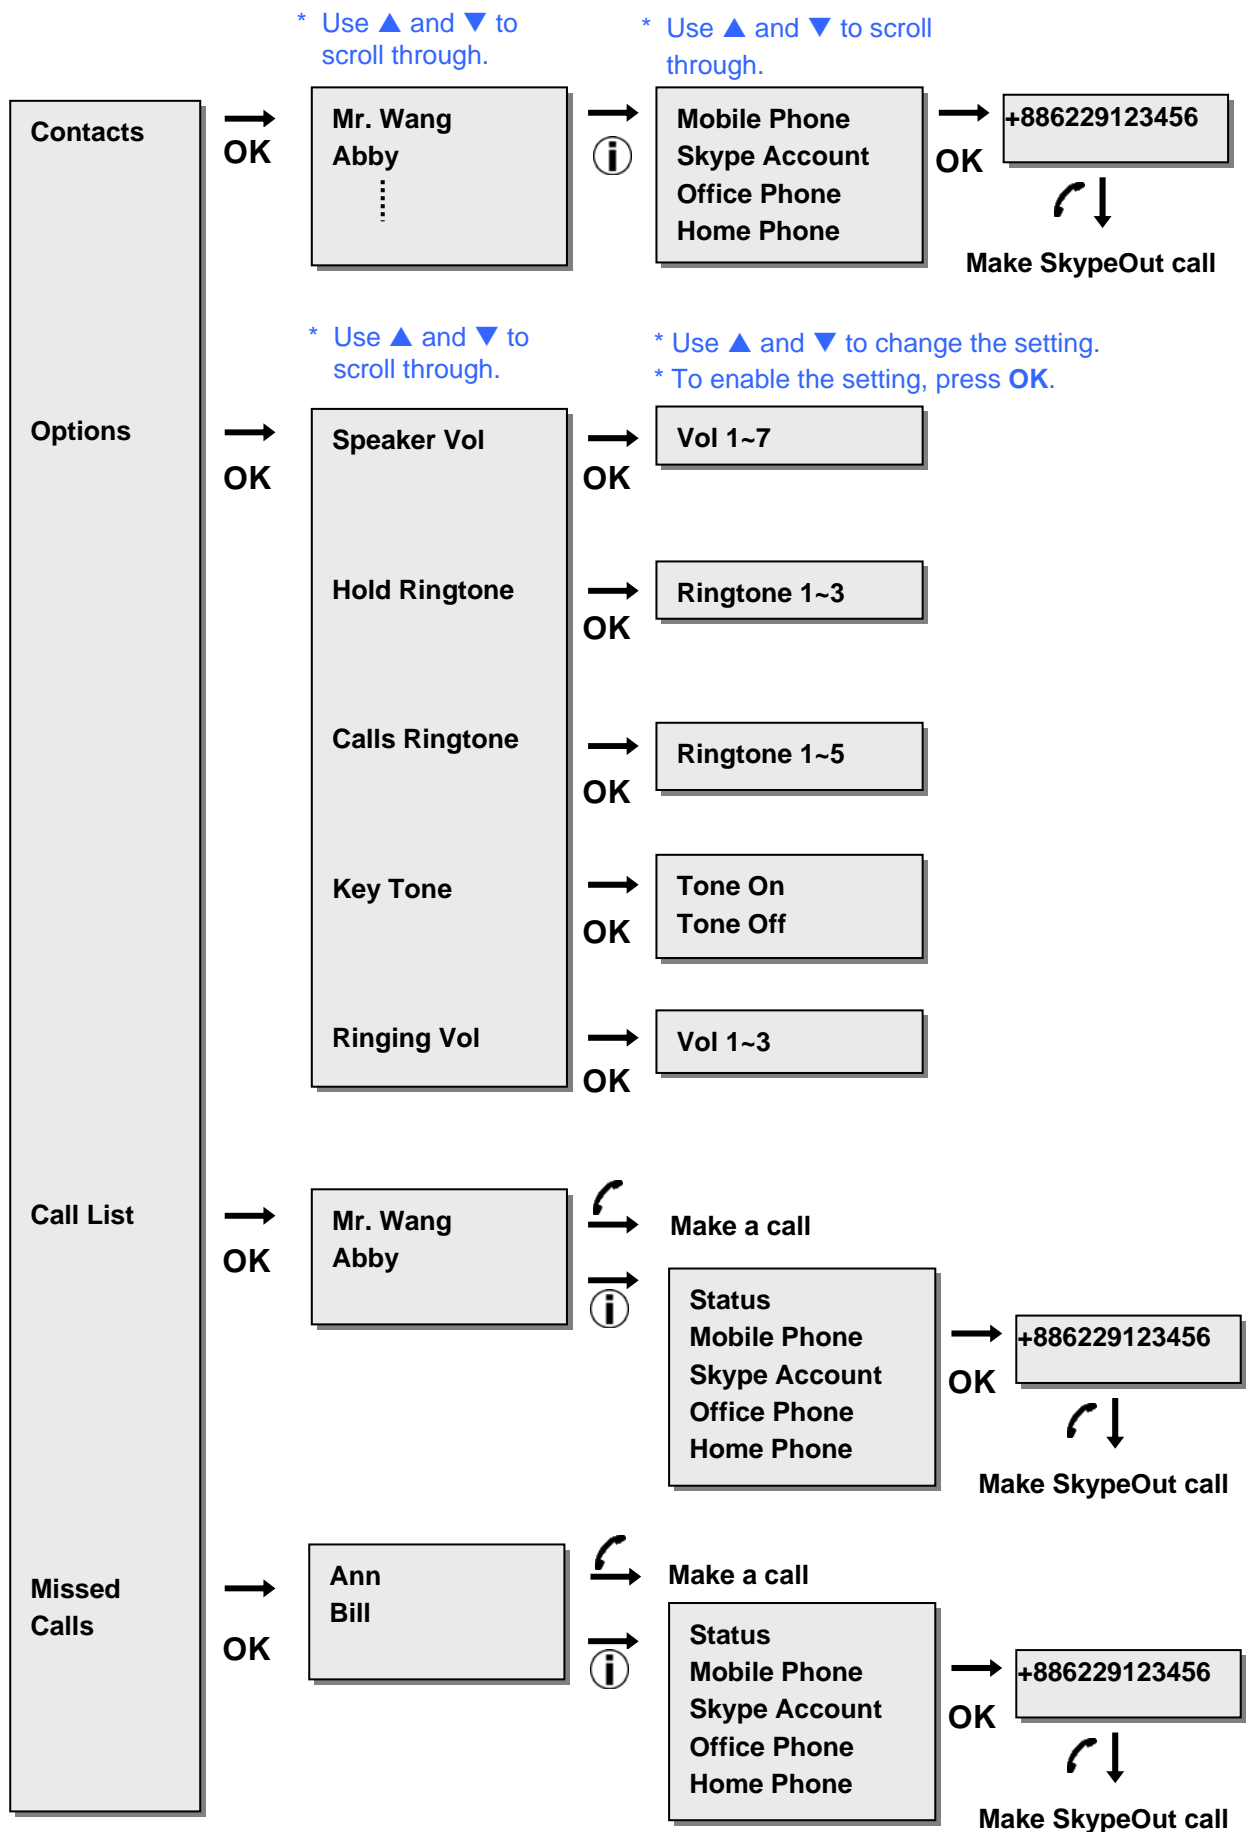 * Use ▲ and ▼ to
scroll through.
* Use ▲ and ▼ to scroll
through.
Contacts
OK
Mr. Wang
Abby
i
Mobile Phone
Skype Account
Office Phone
Home Phone
OK
+886229123456
Make SkypeOut call
* Use ▲ and ▼ to
scroll through.
* Use ▲ and ▼ to change the setting.
* To enable the setting, press OK.
Options
OK
Speaker Vol
OK
Vol 1~7
Hold Ringtone
OK
Ringtone 1~3
Calls Ringtone
OK
Ringtone 1~5
Key Tone
OK
Tone On
Tone Off
Ringing Vol
OK
Vol 1~3
Call List
OK
Mr. Wang
Abby
Make a call
i
Status
Mobile Phone
Skype Account
Office Phone
Home Phone
OK
+886229123456
Make SkypeOut call
Missed
Calls
OK
Ann
Bill
Make a call
i
Status
Mobile Phone
Skype Account
Office Phone
Home Phone
OK
+886229123456
Make SkypeOut call